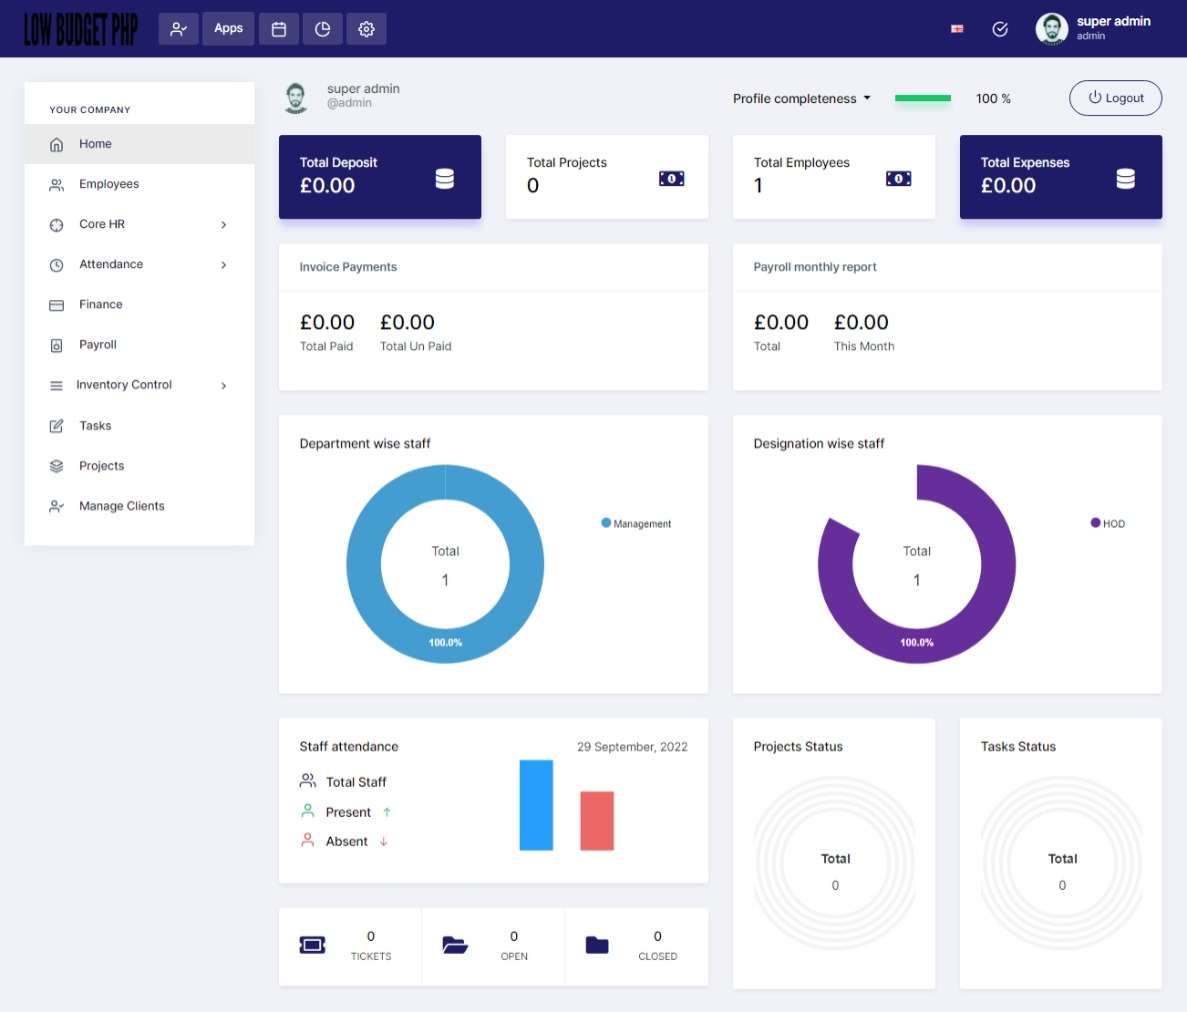 LOW BUDGET PHP
Apps
super admin
admin
YOUR COMPANY
Home
Employees
Core HR
Attendance
Finance
Payroll
Inventory Control
Tasks
Projects
Manage Clients
super admin
@admin
Profile completeness
100 %
Logout
Total Deposit
£0.00
Total Projects
0
Total Employees
1
Total Expenses
£0.00
Invoice Payments
£0.00 £0.00
Total Paid Total Un Paid
Payroll monthly report
£0.00 £0.00
Total This Month
Department wise staff
Management
Total
1
100.0%
Designation wise staff
HOD
Total
1
100.0%
Staff attendance
29 September, 2022
Total Staff
Present
Absent
Projects Status
Total
0
Tasks Status
Total
0
0
TICKETS
0
OPEN
0
CLOSED